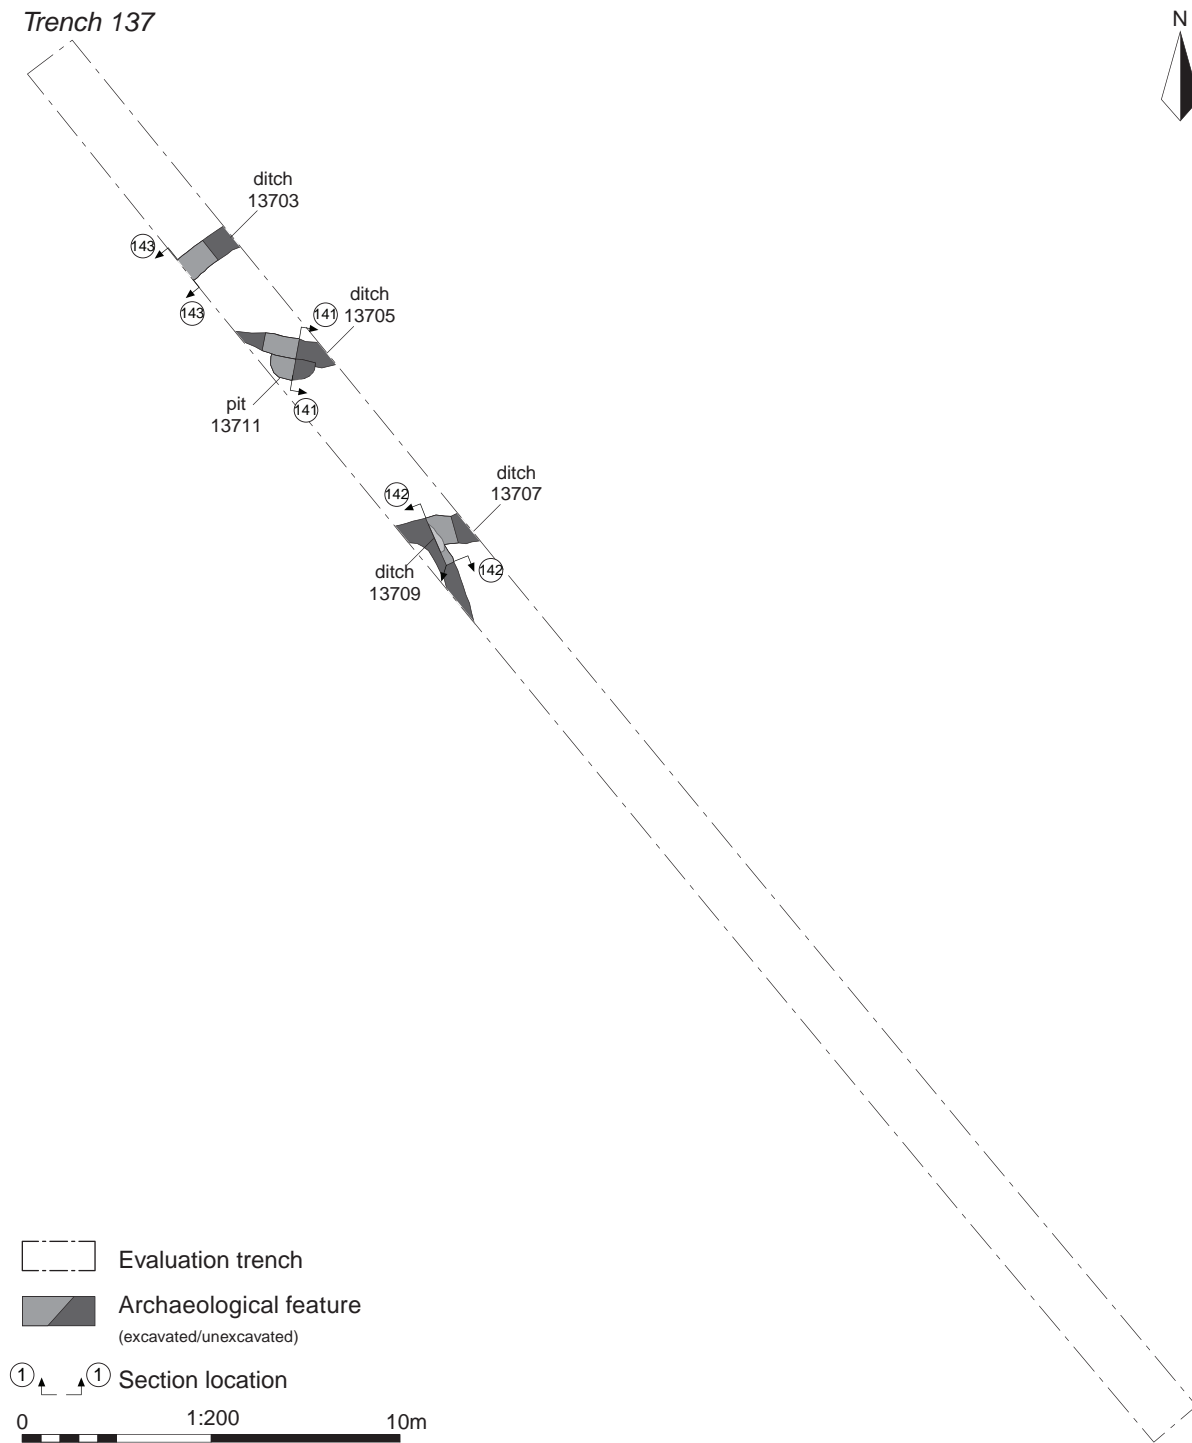 Trench 137
N
ditch
13703
143
143
ditch
13705
141
pit
13711
141
ditch
13707
142
ditch
13709
142
Evaluation trench
Archaeological feature
(excavated/unexcavated)
1 1 Section location
0 1:200 10m